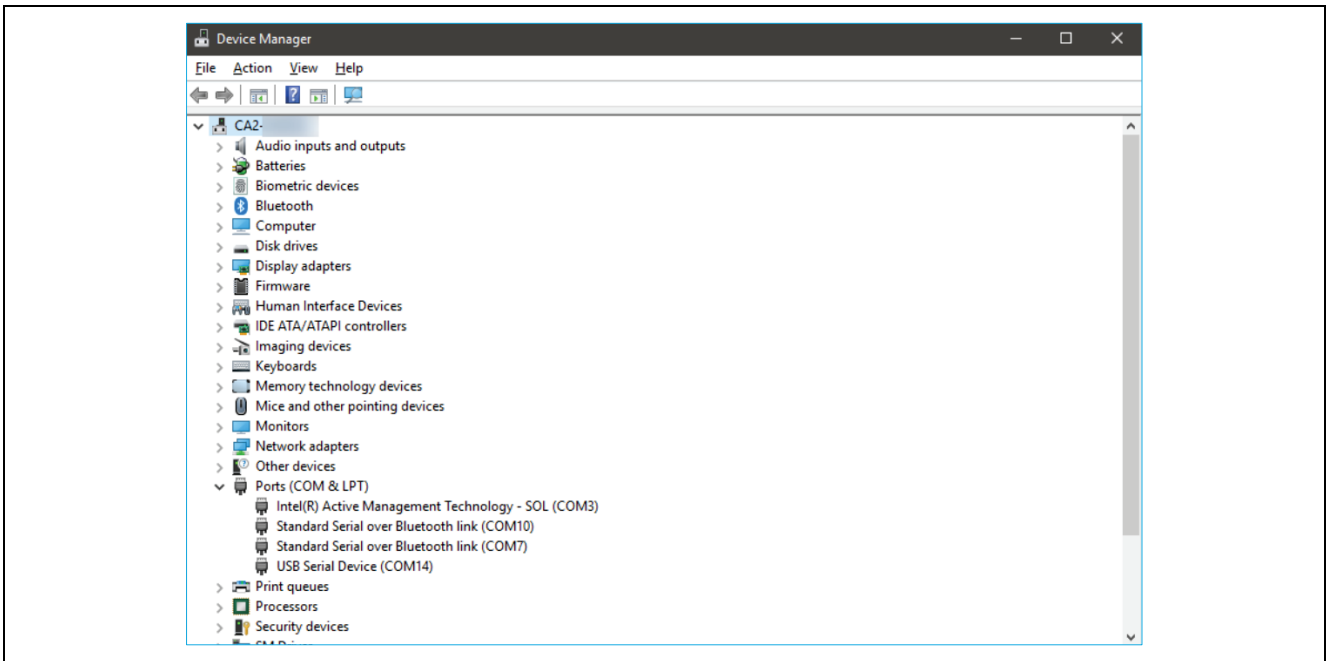 Device Manager
File Action View Help
CA2-
Audio inputs and outputs
Batteries
Biometric devices
Bluetooth
Computer
Disk drives
Display adapters
Firmware
Human Interface Devices
IDE ATA/ATAPI controllers
Imaging devices
Keyboards
Memory technology devices
Mice and other pointing devices
Monitors
Network adapters
Other devices
Ports (COM & LPT)
Intel(R) Active Management Technology - SOL (COM3)
Standard Serial over Bluetooth link (COM10)
Standard Serial over Bluetooth link (COM7)
USB Serial Device (COM14)
Print queues
Processors
Security devices